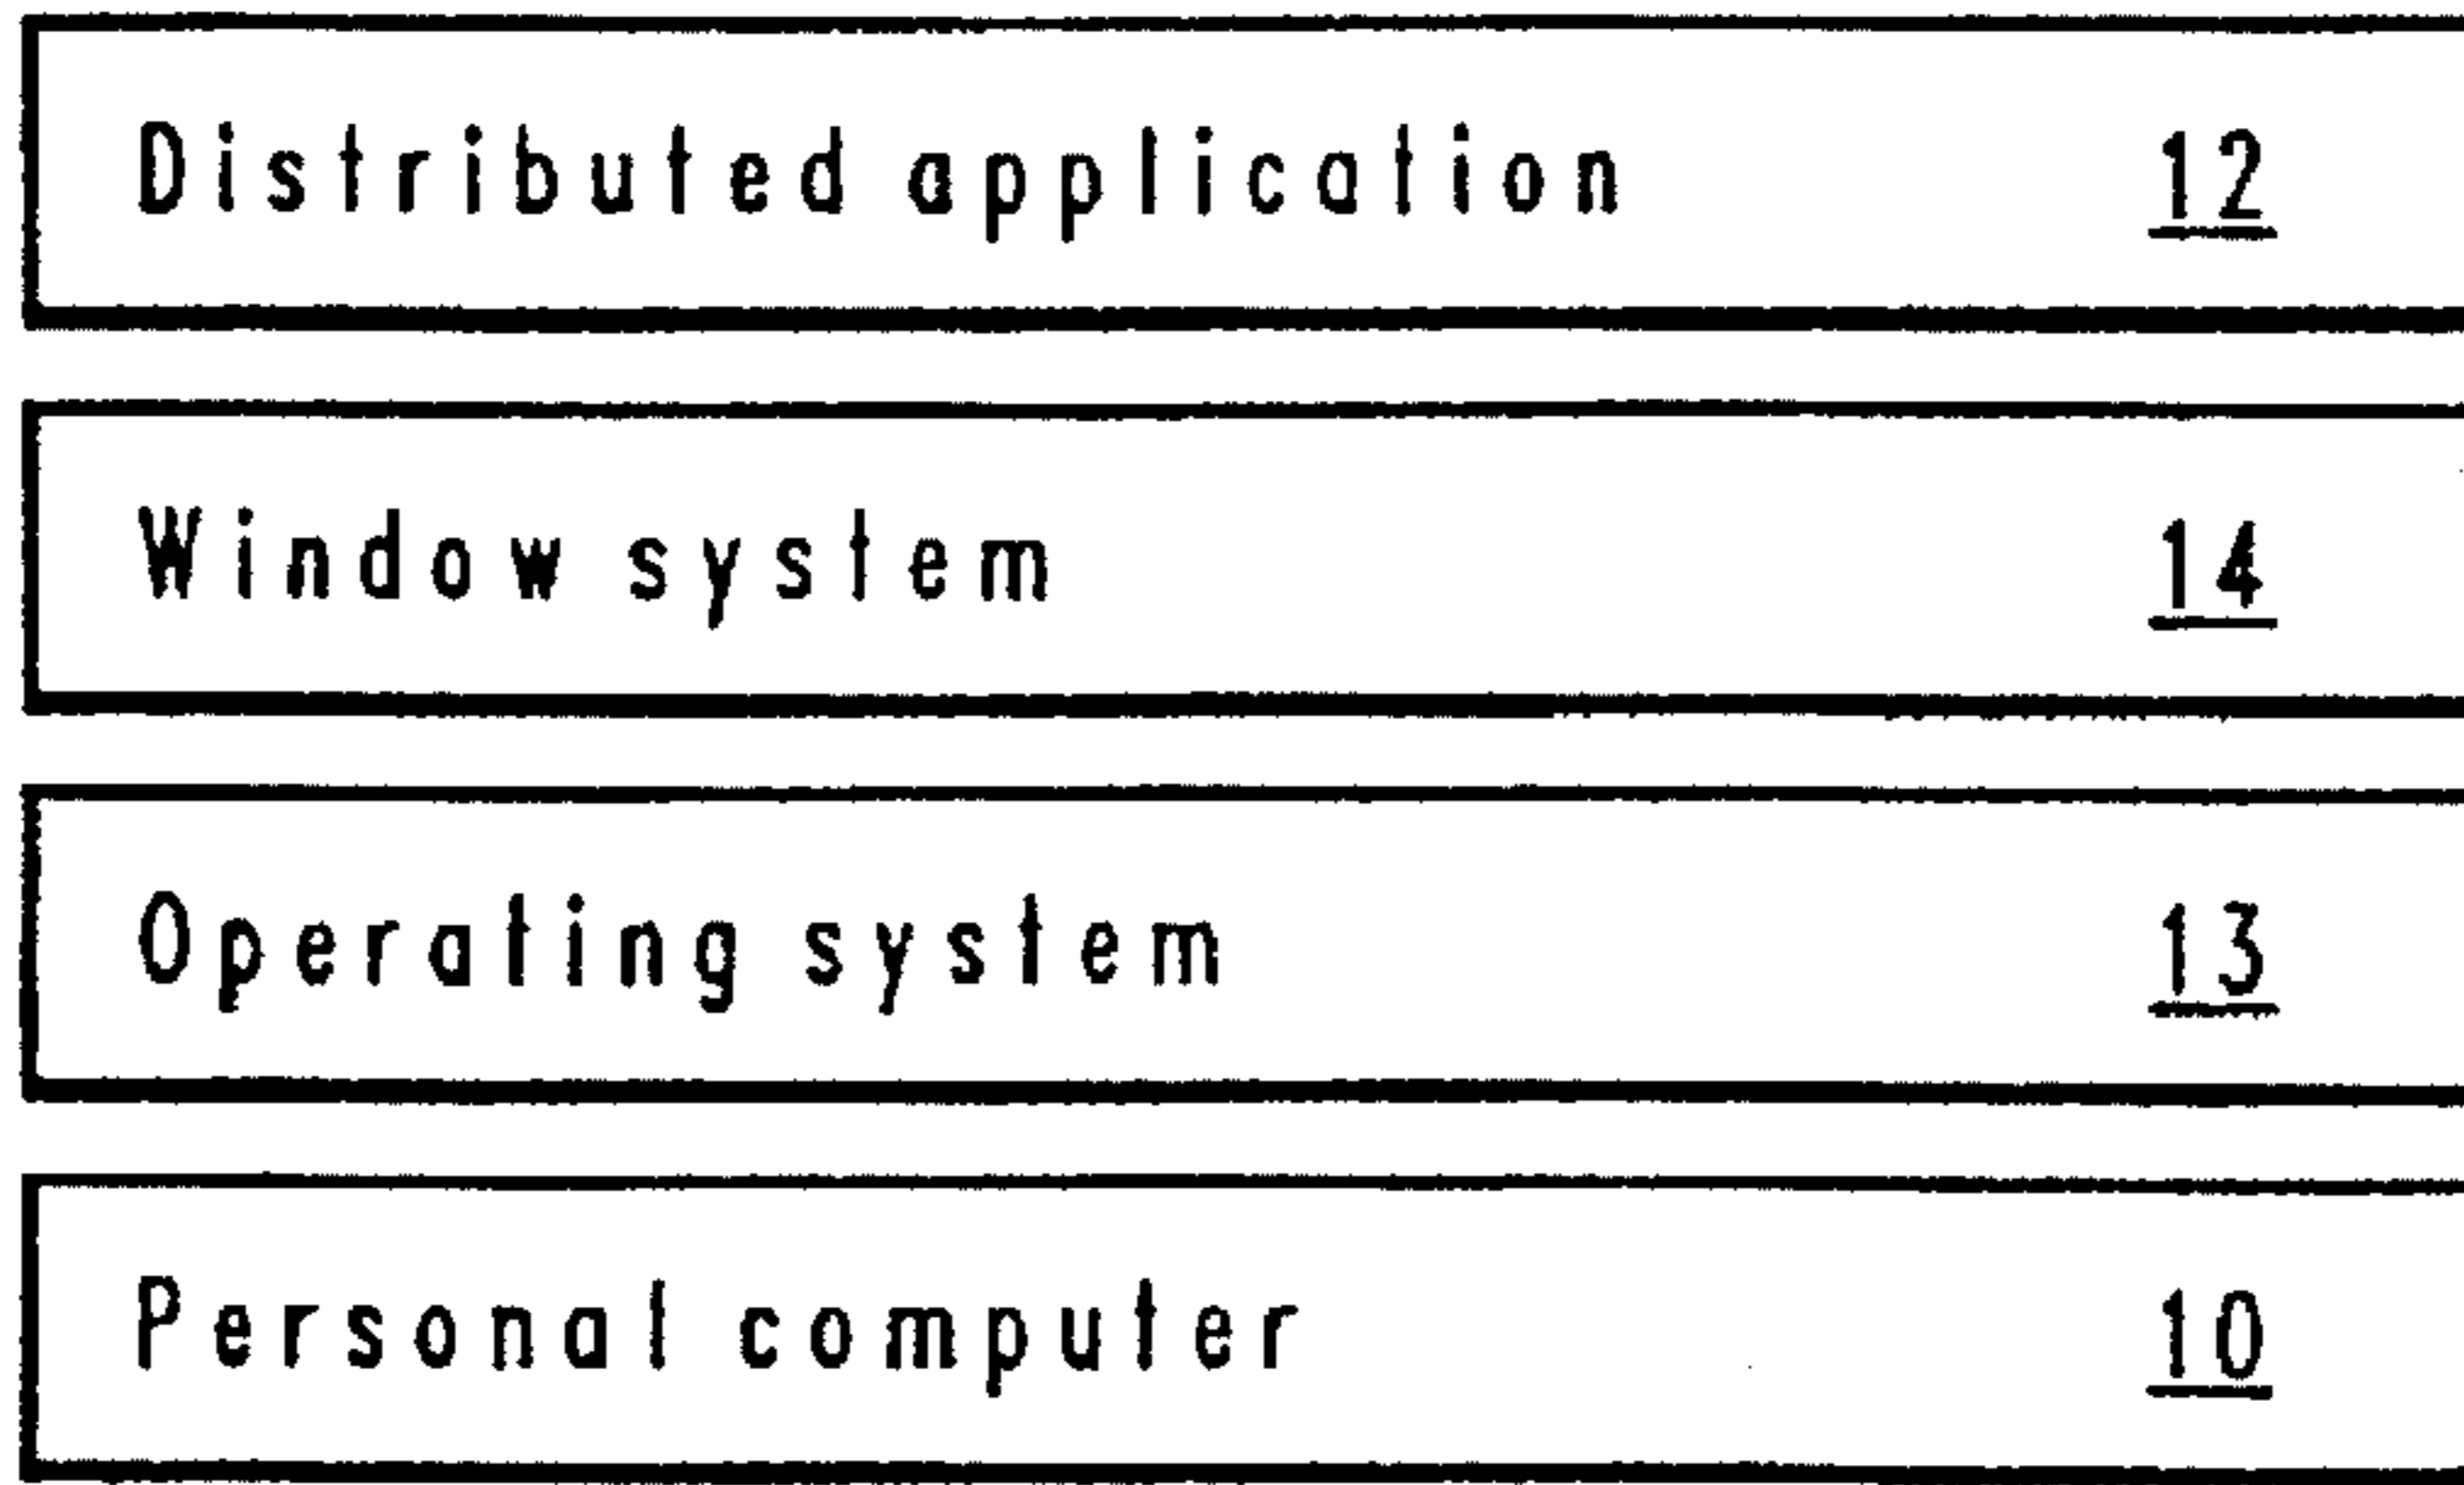 Distributed application 12
Window system 14
Operating system 13
Personal computer 10